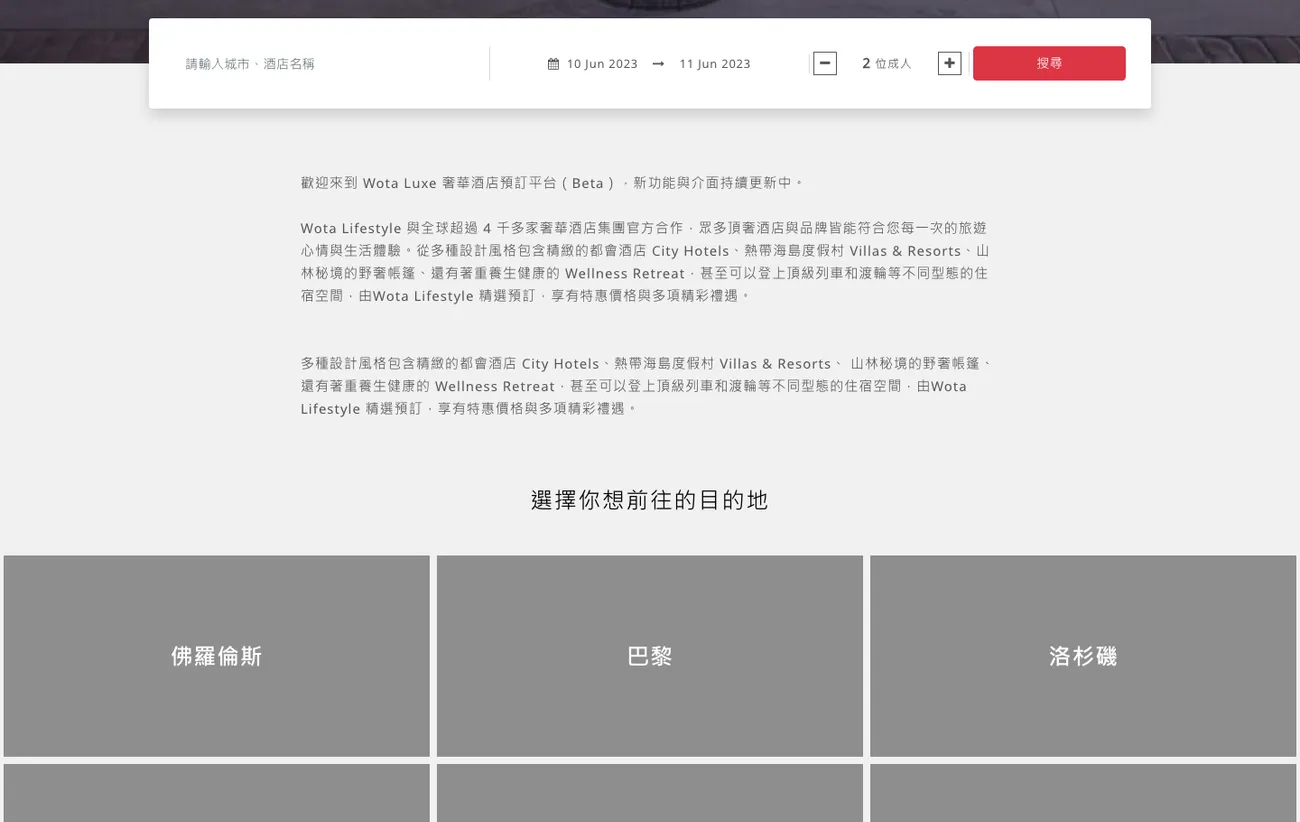 請輸入城市、酒店名稱
10 Jun 2023 → 11 Jun 2023
2 位成人
搜尋
歡迎來到 Wota Luxe 奢華酒店預訂平台 ( Beta ) ，新功能與介面持續更新中。
Wota Lifestyle 與全球超過 4 千多家奢華酒店集團官方合作，眾多頂奢酒店與品牌皆能符合您每一次的旅遊
心情與生活體驗。從多種設計風格包含精緻的都會酒店 City Hotels、熱帶海島度假村 Villas & Resorts、山
林秘境的野奢帳篷、還有著重養生健康的 Wellness Retreat，甚至可以登上頂級列車和渡輪等不同型態的住
宿空間，由Wota Lifestyle 精選預訂，享有特惠價格與多項精彩禮遇。
多種設計風格包含精緻的都會酒店 City Hotels、熱帶海島度假村 Villas & Resorts、 山林秘境的野奢帳篷、
還有著重養生健康的 Wellness Retreat，甚至可以登上頂級列車和渡輪等不同型態的住宿空間，由Wota
Lifestyle 精選預訂，享有特惠價格與多項精彩禮遇。
選擇你想前往的目的地
佛羅倫斯
巴黎
洛杉磯